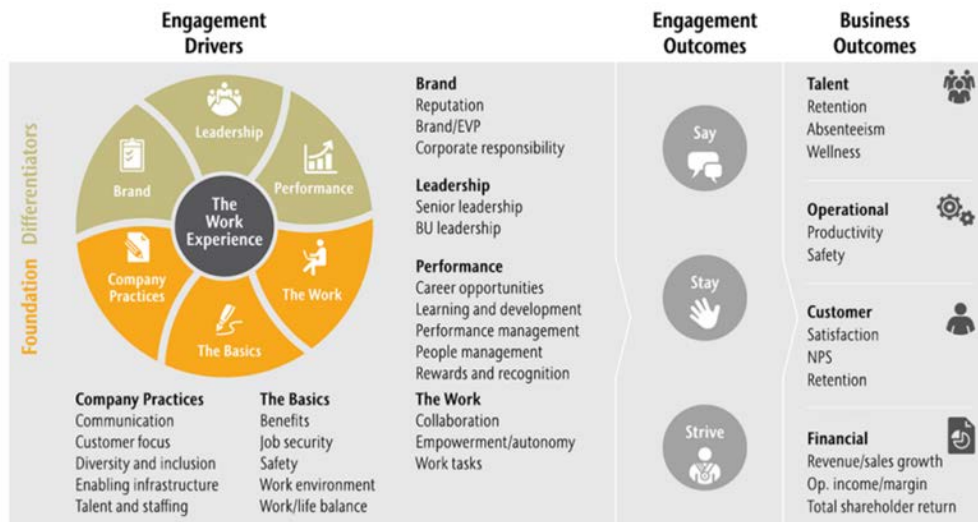 Engagement
Drivers
Engagement
Outcomes
Business
Outcomes
Foundation Differentiators
Leadership
Brand
Performance
The
Work
Experience
Company
Practices
The Work
The Basics
Brand
Reputation
Brand/EVP
Corporate responsibility
Leadership
Senior leadership
BU leadership
Performance
Career opportunities
Learning and development
Performance management
People management
Rewards and recognition
Company Practices
Communication
Customer focus
Diversity and inclusion
Enabling infrastructure
Talent and staffing
The Basics
Benefits
Job security
Safety
Work environment
Work/life balance
The Work
Collaboration
Empowerment/autonomy
Work tasks
Say
Stay
Strive
Talent
Retention
Absenteeism
Wellness
Operational
Productivity
Safety
Customer
Satisfaction
NPS
Retention
Financial
Revenue/sales growth
Op. income/margin
Total shareholder return